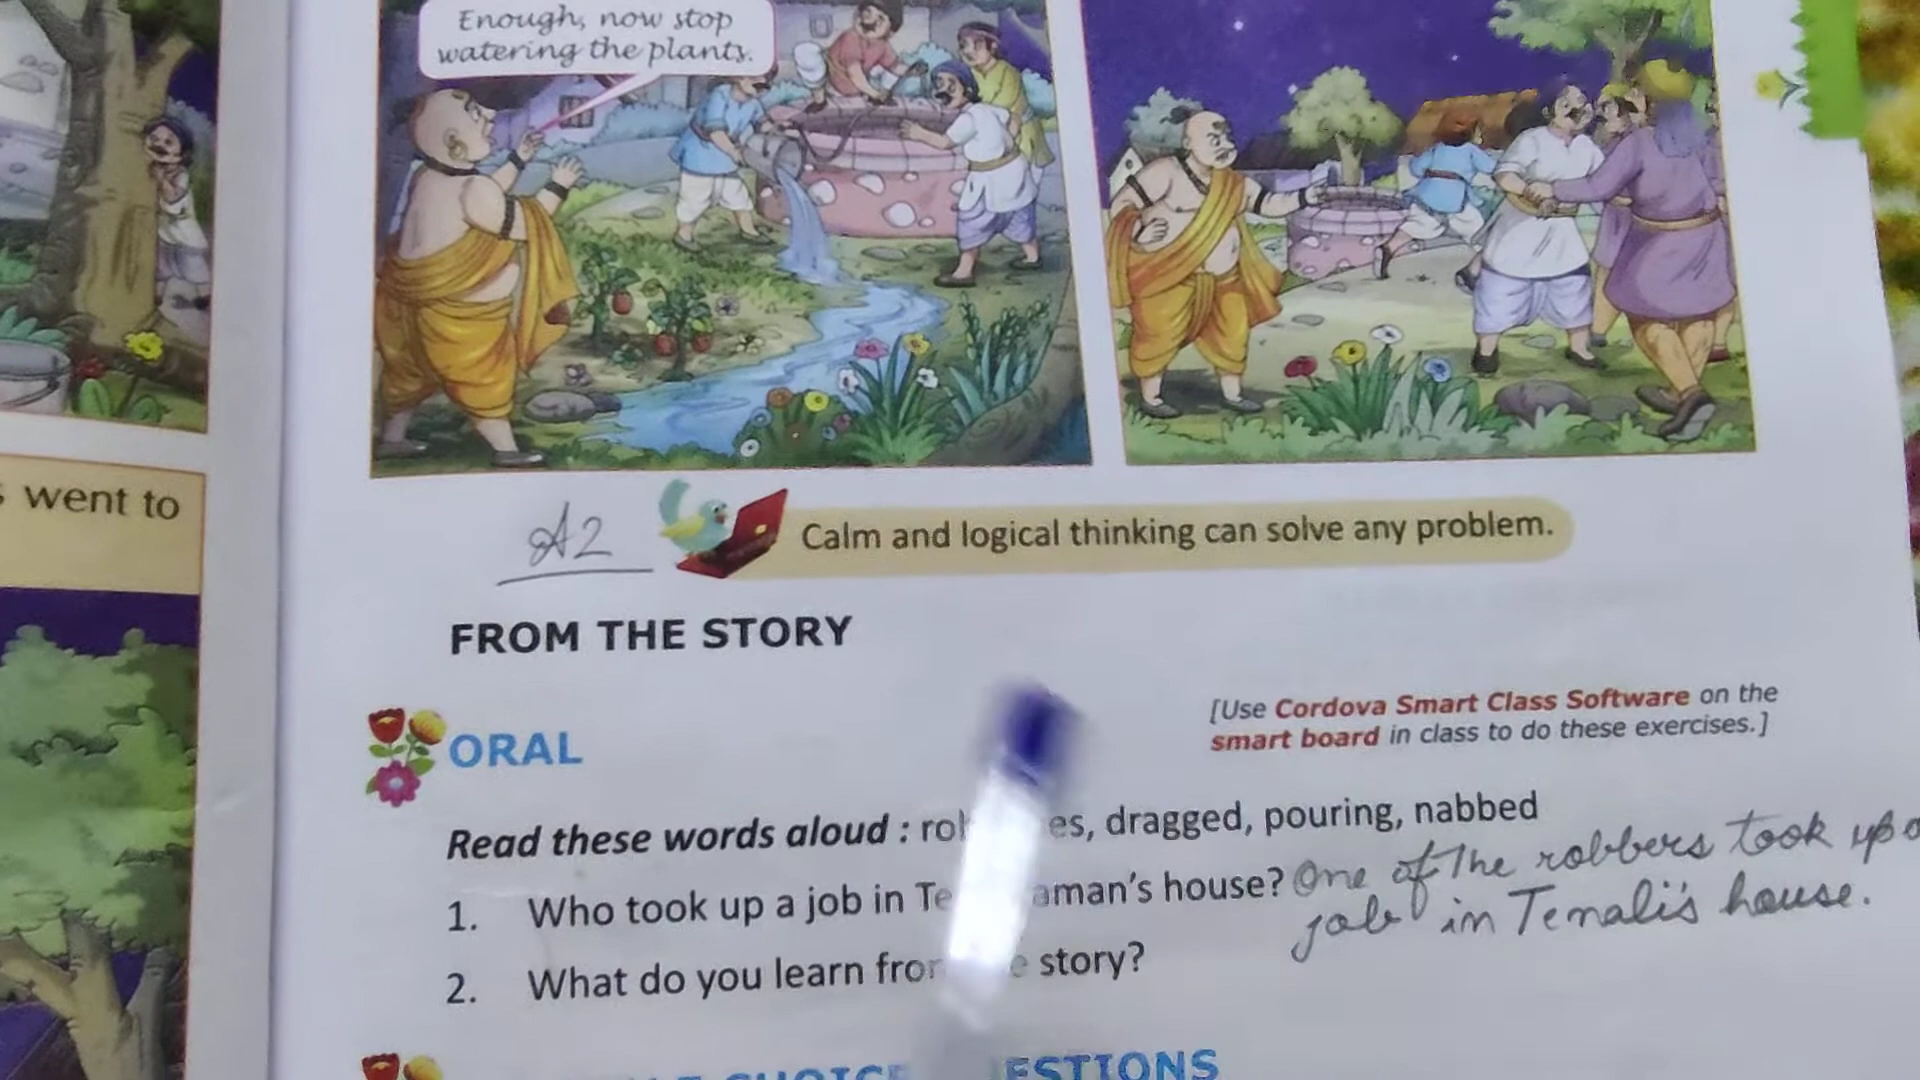 Enough, now stop
watering the plants.
went to
A2
Calm and logical thinking can solve any problem.
FROM THE STORY
[Use Cordova Smart Class Software on the
smart board in class to do these exercises.]
ORAL
Read these words aloud : dragged, pouring, nabbed
1. Who took up a job in house? One of the robbers took up
job in Tenali's house.
2. What do you learn story?